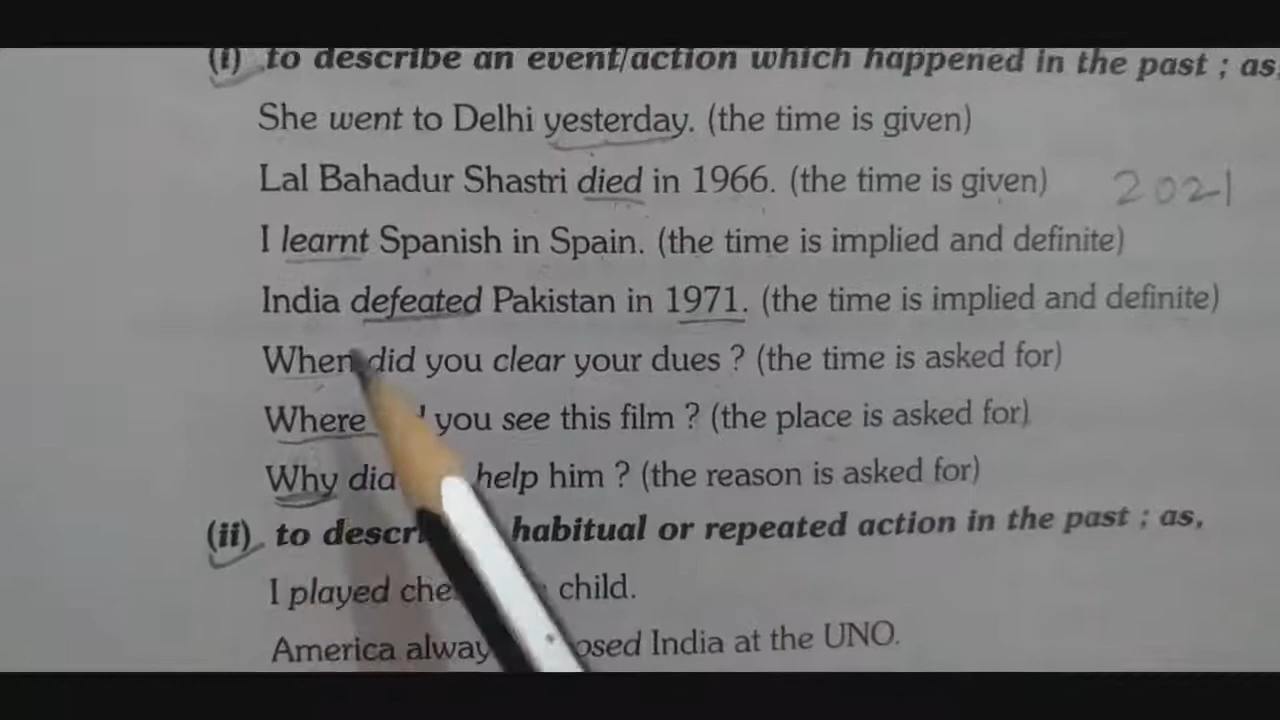 (i) to describe an event/action which happened in the past ; as,
She went to Delhi yesterday. (the time is given)
Lal Bahadur Shastri died in 1966. (the time is given) 2021
I learnt Spanish in Spain. (the time is implied and definite)
India defeated Pakistan in 1971. (the time is implied and definite)
When did you clear your dues ? (the time is asked for)
Where you see this film ? (the place is asked for)
Why help him ? (the reason is asked for)
(ii) to habitual or repeated action in the past ; as,
I played child.
America India at the UNO.